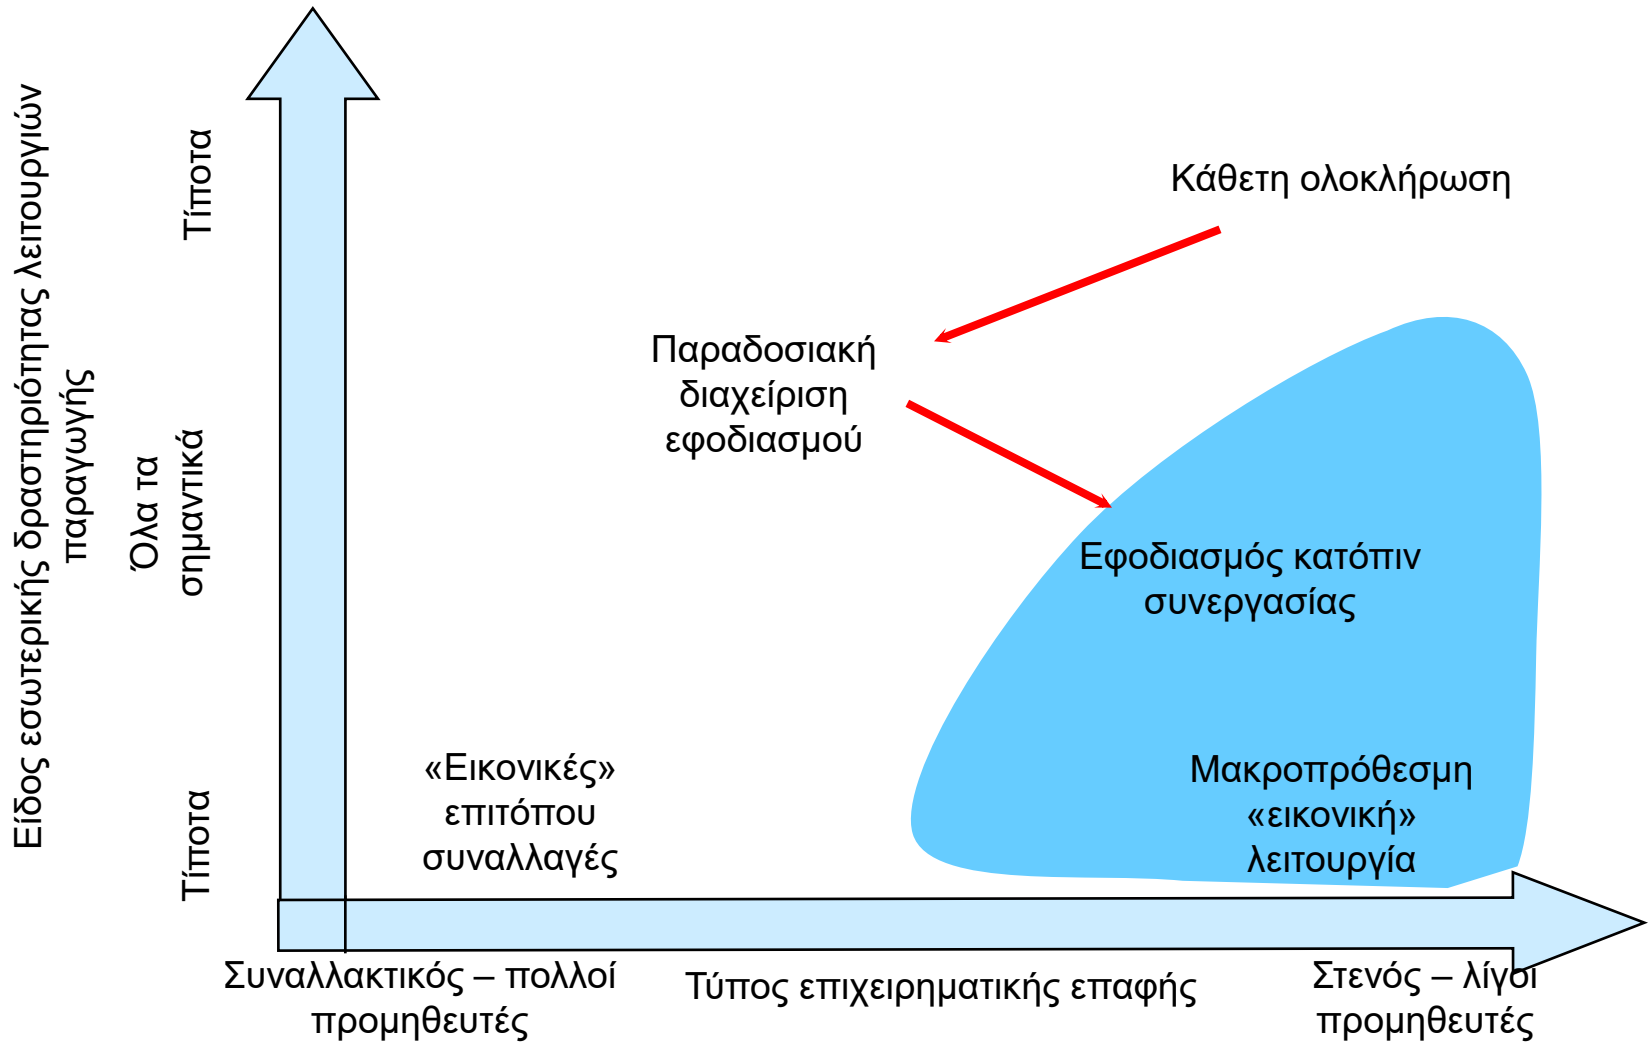 Είδος εσωτερικής δραστηριότητας λειτουργιών
παραγωγής
Τίποτα
Όλα τα
σημαντικά
Τίποτα
Κάθετη ολοκλήρωση
Παραδοσιακή
διαχείριση
εφοδιασμού
Εφοδιασμός κατόπιν
συνεργασίας
«Εικονικές»
επιτόπου
συναλλαγές
Μακροπρόθεσμη
«εικονική»
λειτουργία
Συναλλακτικός – πολλοί
προμηθευτές
Τύπος επιχειρηματικής επαφής
Στενός – λίγοι
προμηθευτές